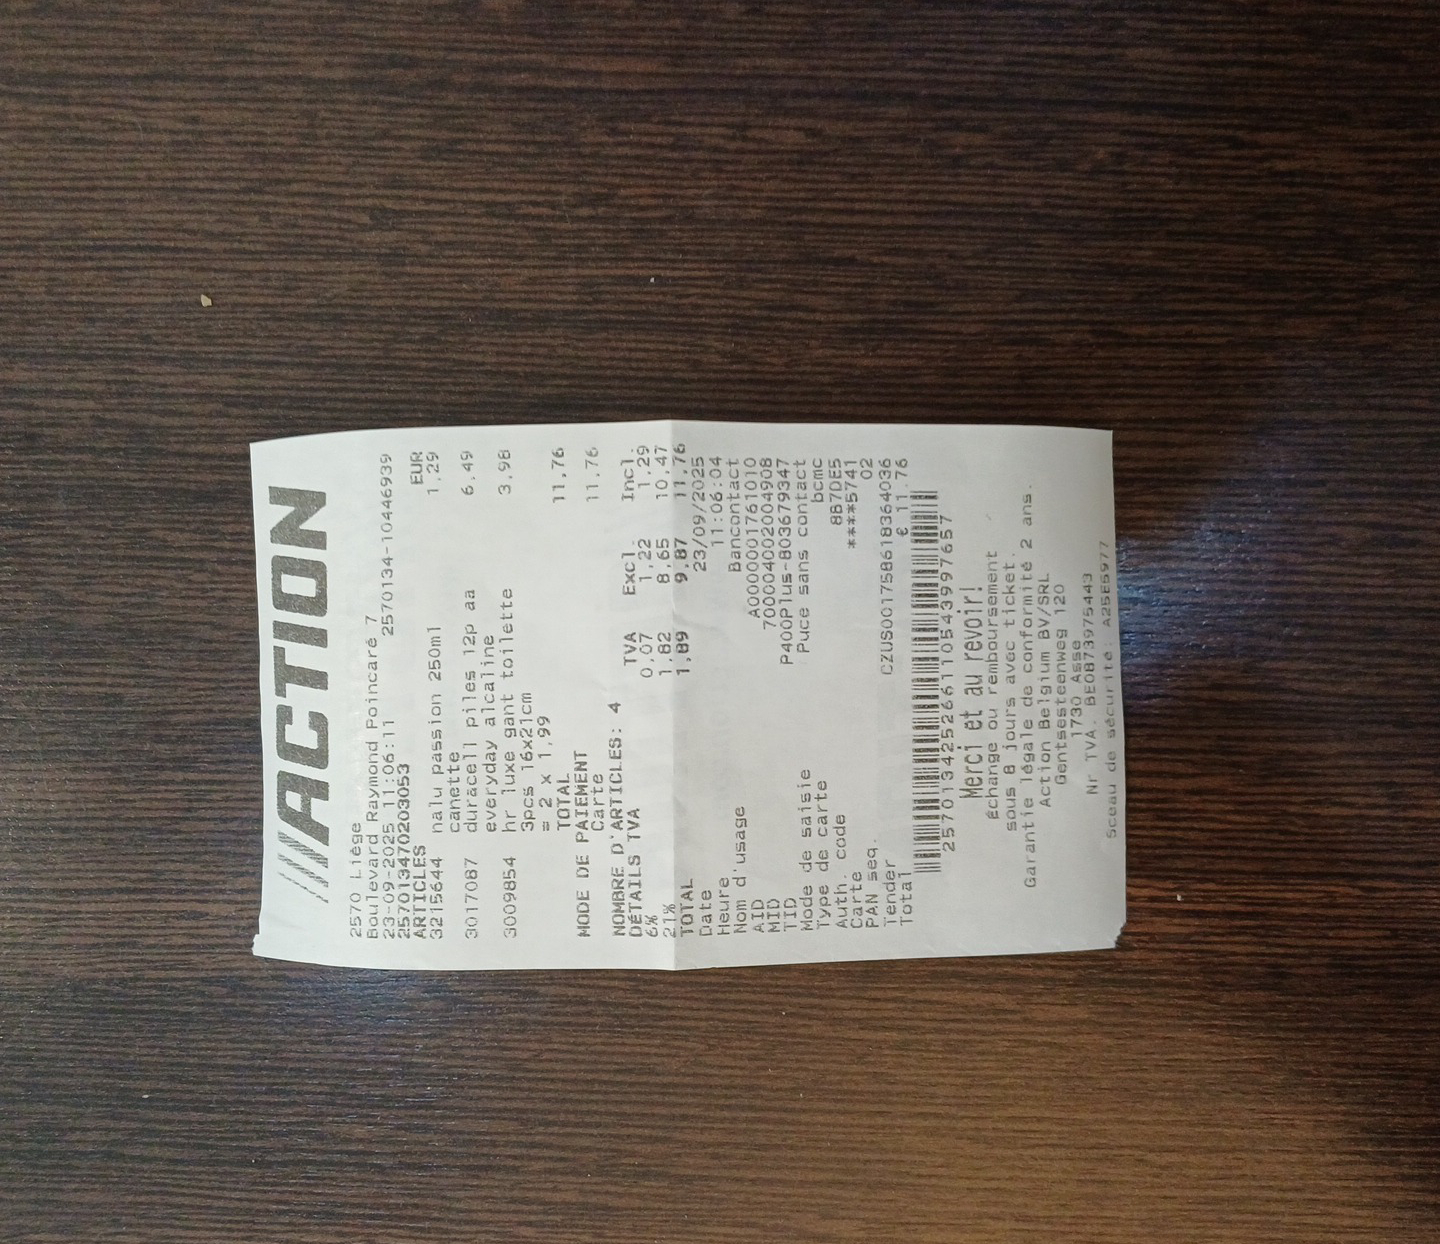 ///ACTION
2570 Liège
Boulevard Raymond Poincaré 7
23-09-2025 11:06:11 2570134-10446939
257013470203053
ARTICLES EUR
3215644 nalu passion 250ml 1,29
canette
3017087 duracell piles 12p aa 6,49
everyday alcaline
3009854 hr luxe gant toilette 3,98
3pcs 16x21cm
= 2 x 1,99
TOTAL 11,76
MODE DE PAIEMENT
Carte 11,76
NOMBRE D'ARTICLES: 4
DÉTAILS TVA TVA Excl. Incl.
6% 0,07 1,22 1,29
21% 1,82 8,65 10,47
TOTAL 1,89 9,87 11,76
Date 23/09/2025
Heure 11:06:04
Nom d'usage Bancontact
AID A0000001761010
MID 700004002004908
TID P400Plus-803679347
Mode de saisie Puce sans contact
Type de carte bcmc
Auth. code 8B7DE5
Carte ****5741
PAN seq. 02
Tender CZUS001758618364036
Total € 11.76
2570134252661105439997657
Merci et au revoir!
Échange ou remboursement
sous 8 jours avec ticket.
Garantie légale de conformité 2 ans.
Action Belgium BV/SRL
Gentsesteenweg 120
1730 Asse
Nr TVA. BE0873975443
Sceau de sécurité: A25E5977